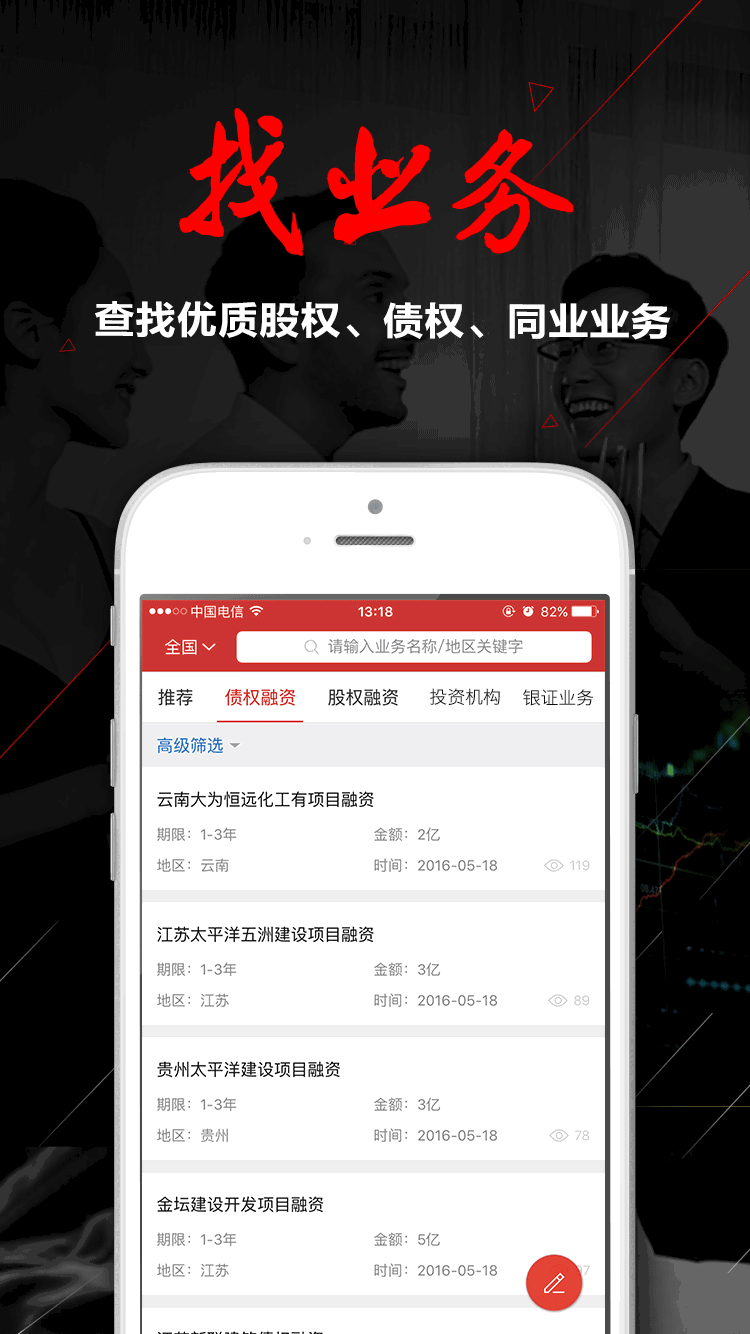 找业务
查找优质股权、债权、同业业务
中国电信 13:18 82%
全国 请输入业务名称/地区关键字
推荐 债权融资 股权融资 投资机构 银证业务
高级筛选
云南大为恒远化工有项目融资
期限：1-3年 金额：2亿
地区：云南 时间：2016-05-18 119
江苏太平洋五洲建设项目融资
期限：1-3年 金额：3亿
地区：江苏 时间：2016-05-18 89
贵州太平洋建设项目融资
期限：1-3年 金额：3亿
地区：贵州 时间：2016-05-18 78
金坛建设开发项目融资
期限：1-3年 金额：5亿
地区：江苏 时间：2016-05-18